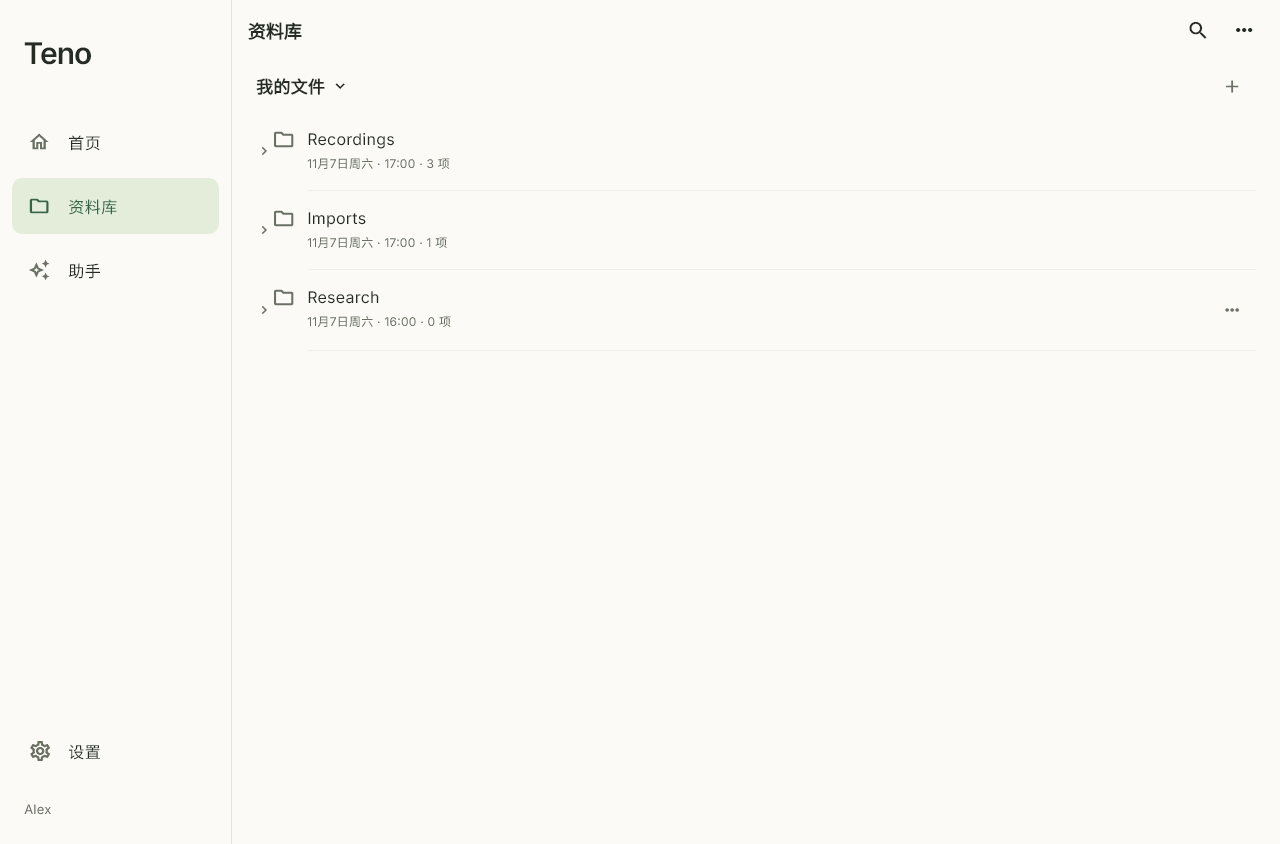 Teno
首页
资料库
助手
设置
Alex
资料库
我的文件
Recordings
11月7日周六 · 17:00 · 3 项
Imports
11月7日周六 · 17:00 · 1 项
Research
11月7日周六 · 16:00 · 0 项